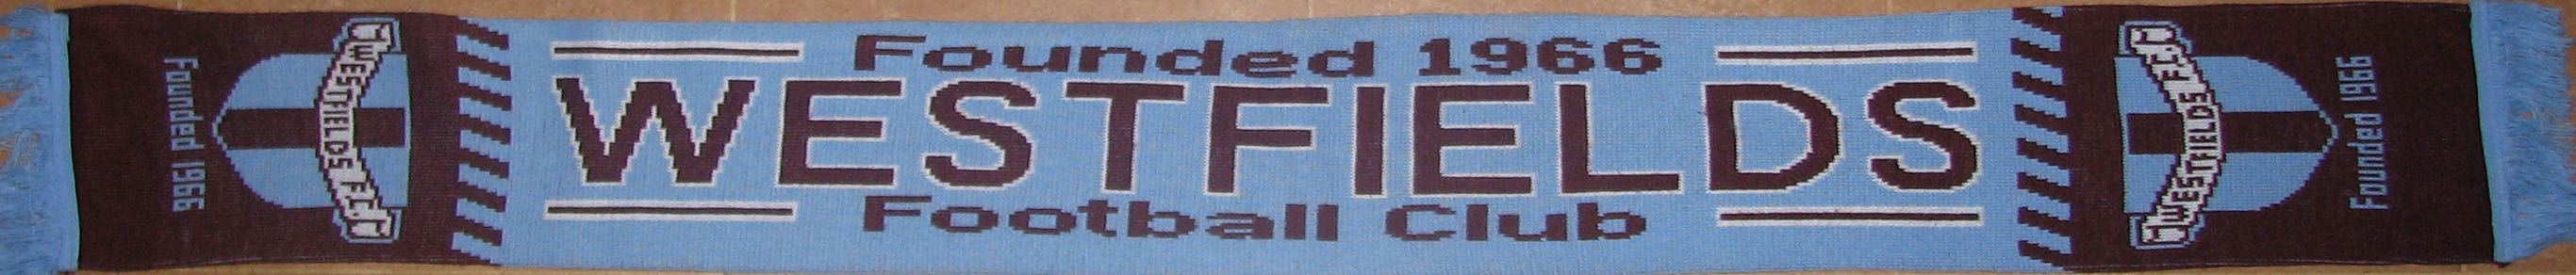 Founded 1966
WESTFIELDS F.C.
Founded 1966
WESTFIELDS
Football Club
WESTFIELDS F.C.
Founded 1966